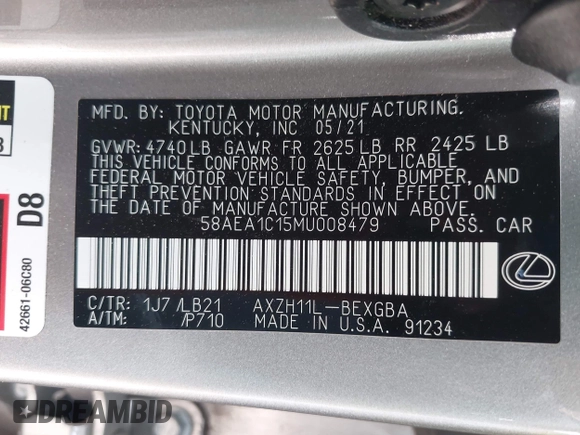 MFD. BY: TOYOTA MOTOR MANUFACTURING.
KENTUCKY, INC 05/21
GVWR: 4740LB GAWR FR 2625LB RR 2425 LB
THIS VEHICLE CONFORMS TO ALL APPLICABLE
FEDERAL MOTOR VEHICLE SAFETY, BUMPER, AND
THEFT PREVENTION STANDARDS IN EFFECT ON
THE DATE OF MANUFACTURE SHOWN ABOVE.
58AEA1C15MU008479 PASS. CAR
C/TR: 1J7 /LB21 AXZH11L-BEXGBA
A/TM: /P710 MADE IN U.S.A. 91234
D8
42661-06C80
DREAMBID